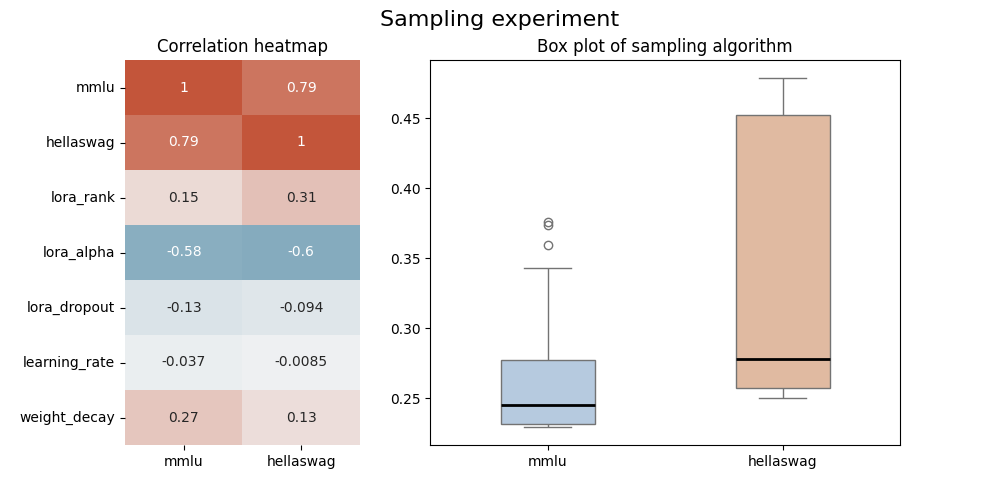 Sampling experiment
Correlation heatmap
mmlu 1 0.79
hellaswag 0.79 1
lora_rank 0.15 0.31
lora_alpha -0.58 -0.6
lora_dropout -0.13 -0.094
learning_rate -0.037 -0.0085
weight_decay 0.27 0.13
mmlu hellaswag
Box plot of sampling algorithm
0.45
0.40
0.35
0.30
0.25
mmlu hellaswag